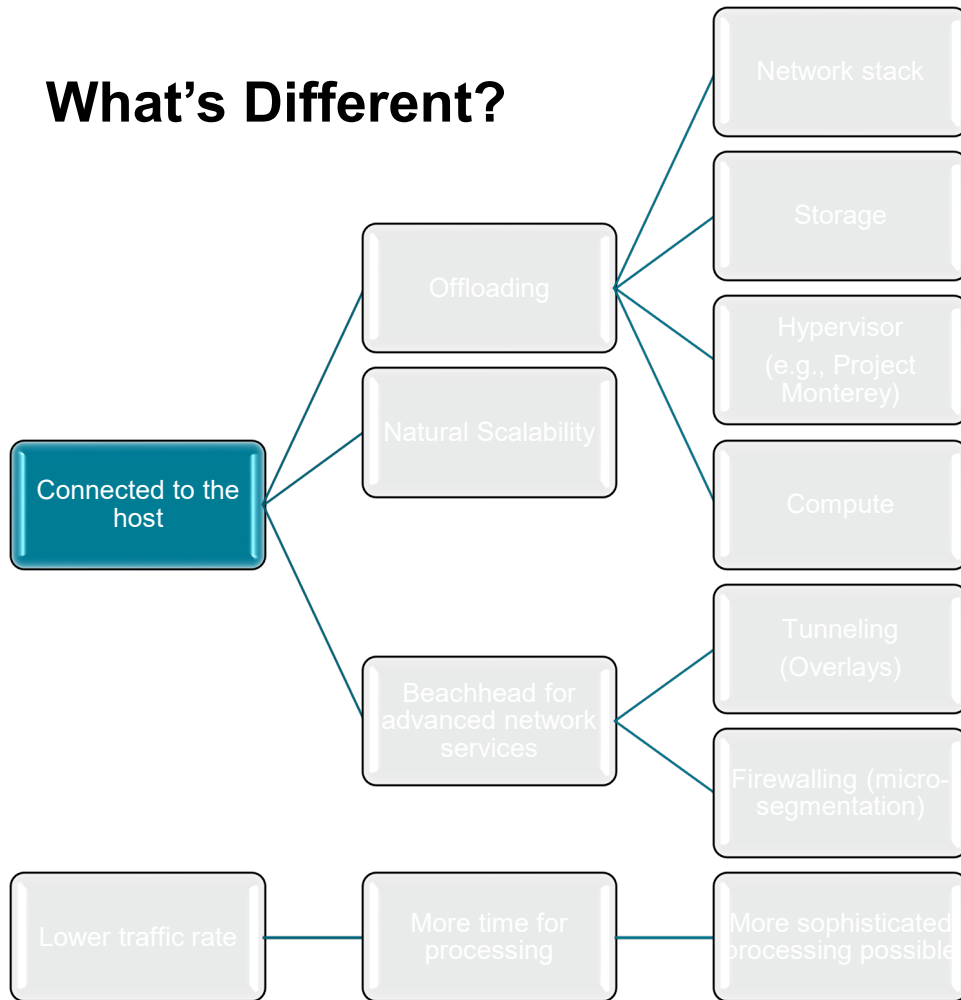 What’s Different?
Connected to the
host
Offloading
Network stack
Storage
Hypervisor
(e.g., Project
Monterey)
Compute
Natural Scalability
Beachhead for
advanced network
services
Tunneling
(Overlays)
Firewalling (micro-
segmentation)
Lower traffic rate
More time for
processing
More sophisticated
processing possible